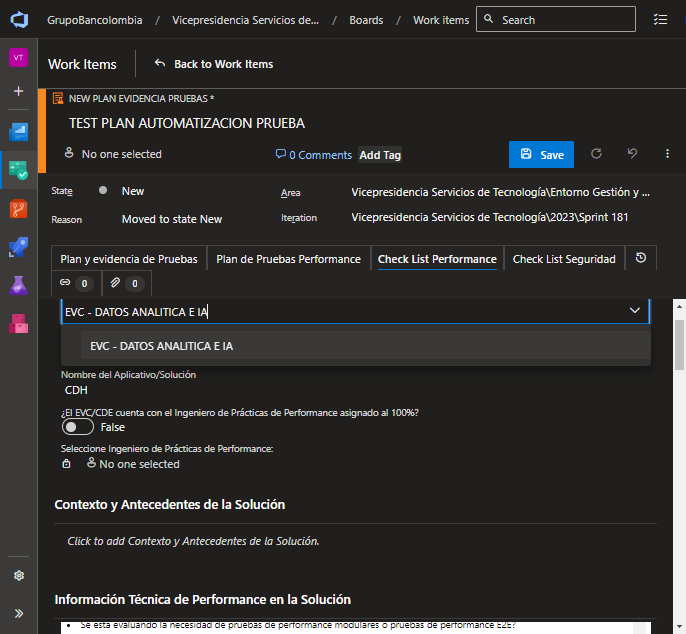 GrupoBancolombia / Vicepresidencia Servicios de... / Boards / Work items Search
VT
Work Items Back to Work Items
NEW PLAN EVIDENCIA PRUEBAS *
TEST PLAN AUTOMATIZACION PRUEBA
No one selected 0 Comments Add Tag Save
State New Area Vicepresidencia Servicios de Tecnología\Entorno Gestión y ...
Reason Moved to state New Iteration Vicepresidencia Servicios de Tecnología\2023\Sprint 181
Plan y evidencia de Pruebas Plan de Pruebas Performance Check List Performance Check List Seguridad
0 0
EVC - DATOS ANALITICA E IA
EVC - DATOS ANALITICA E IA
Nombre del Aplicativo/Solución
CDH
¿El EVC/CDE cuenta con el Ingeniero de Prácticas de Performance asignado al 100%?
False
Seleccione Ingeniero de Prácticas de Performance:
No one selected
Contexto y Antecedentes de la Solución
Click to add Contexto y Antecedentes de la Solución.
Información Técnica de Performance en la Solución
• Se está evaluando la necesidad de pruebas de performance modulares o pruebas de performance E2E?